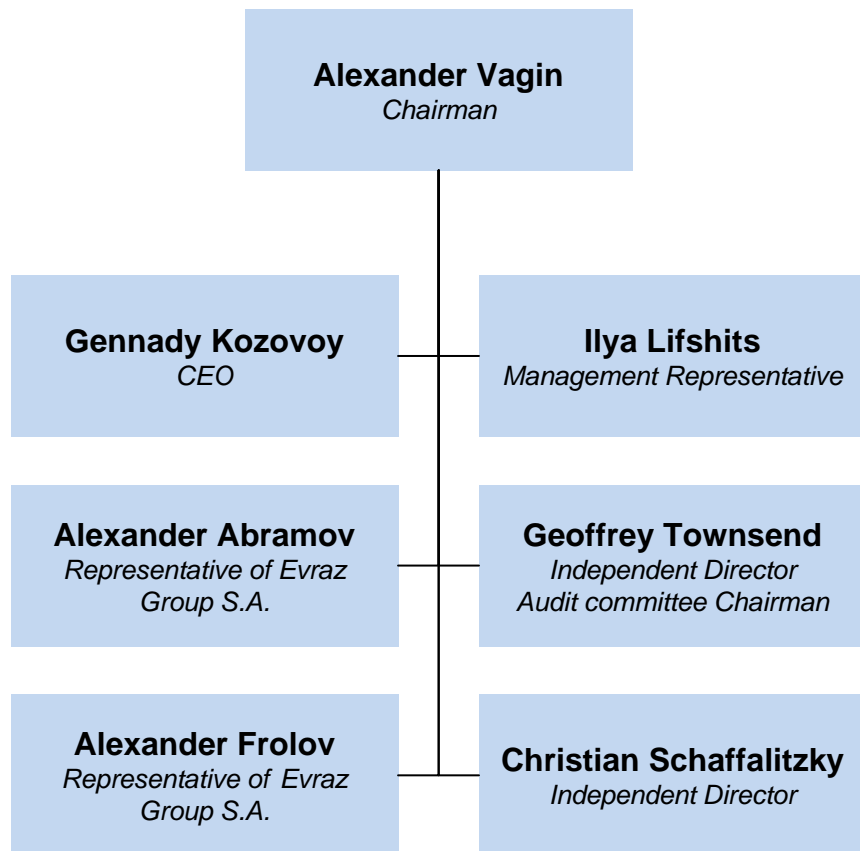 Alexander Vagin
Chairman
Gennady Kozovoy
CEO
Ilya Lifshits
Management Representative
Alexander Abramov
Representative of Evraz
Group S.A.
Geoffrey Townsend
Independent Director
Audit committee Chairman
Alexander Frolov
Representative of Evraz
Group S.A.
Christian Schaffalitzky
Independent Director